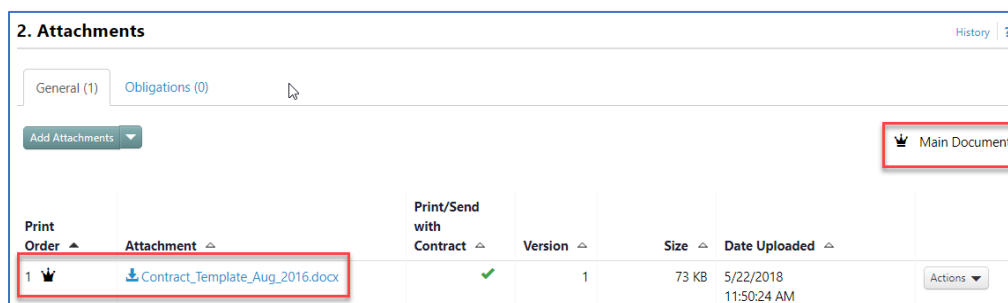 2. Attachments
History ?
General (1) Obligations (0)
Add Attachments
Main Document
Print Order Attachment Print/Send with Contract Version Size Date Uploaded
1 Contract_Template_Aug_2016.docx 1 73 KB 5/22/2018 Actions
11:50:24 AM